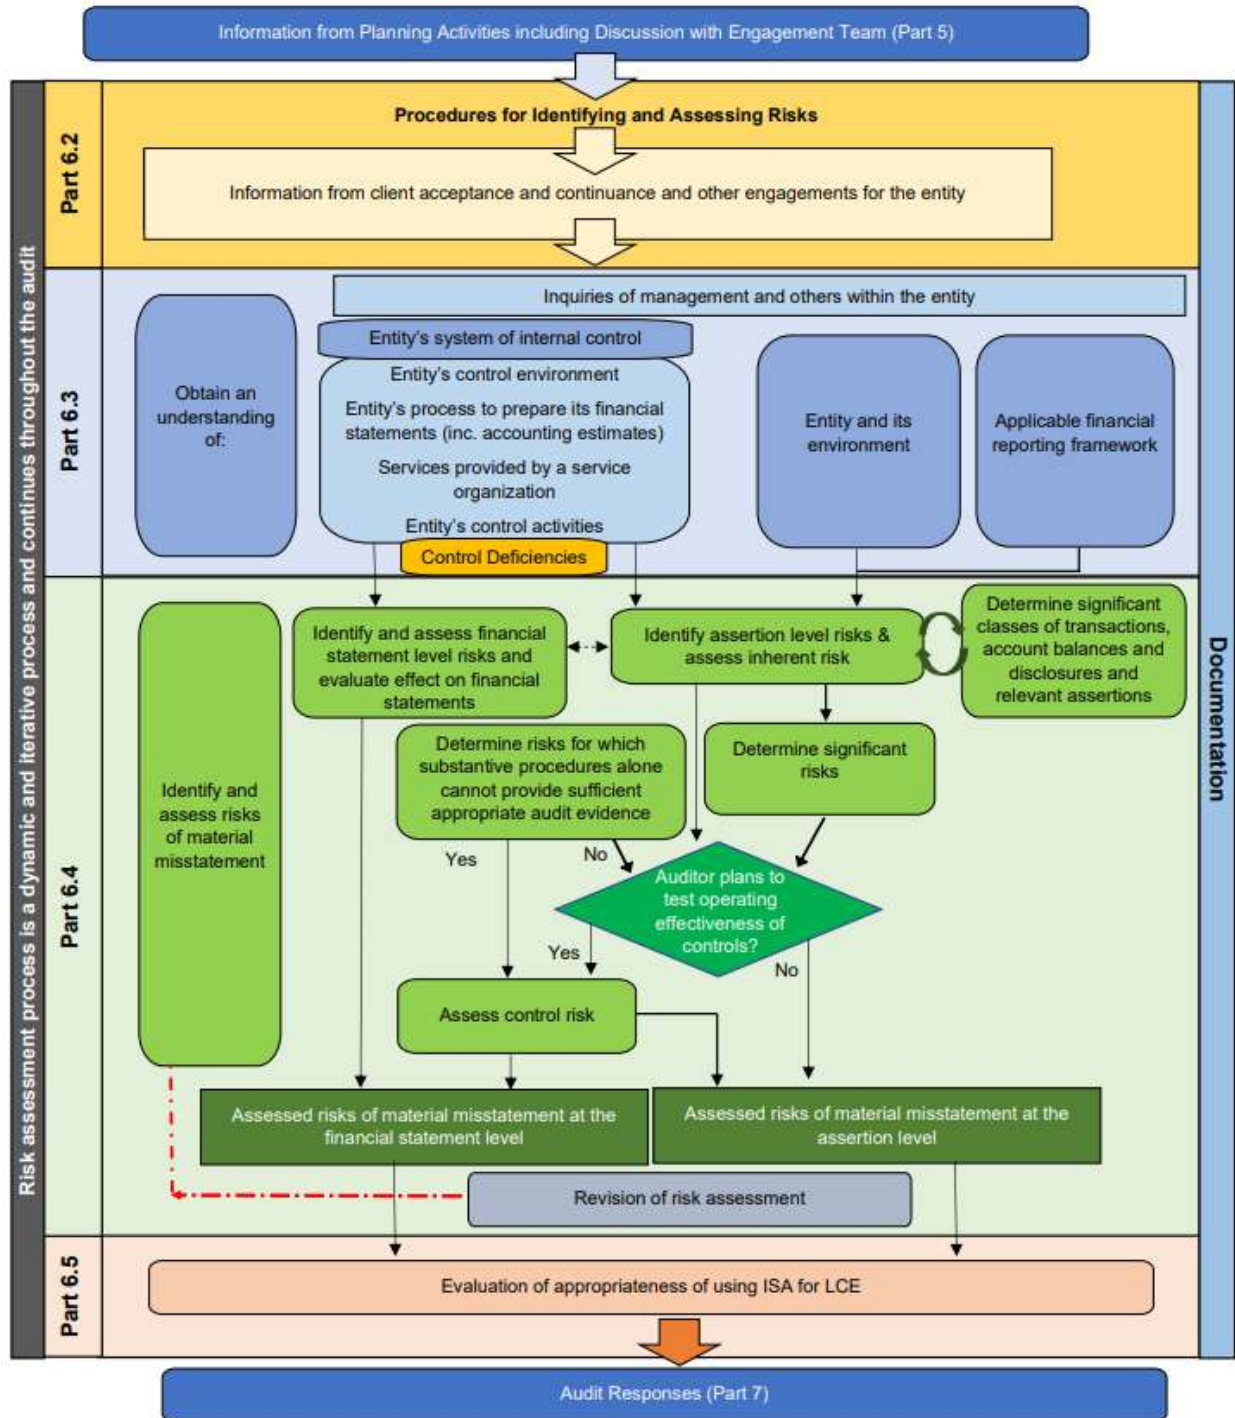 Information from Planning Activities including Discussion with Engagement Team (Part 5)
Risk assessment process is a dynamic and iterative process and continues throughout the audit
Documentation
Part 6.2
Procedures for Identifying and Assessing Risks
Information from client acceptance and continuance and other engagements for the entity
Part 6.3
Inquiries of management and others within the entity
Obtain an
understanding
of:
Entity's system of internal control
Entity's control environment
Entity's process to prepare its financial
statements (inc. accounting estimates)
Services provided by a service
organization
Entity's control activities
Control Deficiencies
Entity and its
environment
Applicable financial
reporting framework
Part 6.4
Identify and
assess risks
of material
misstatement
Identify and assess financial
statement level risks and
evaluate effect on financial
statements
Identify assertion level risks &
assess inherent risk
Determine significant
classes of transactions,
account balances and
disclosures and
relevant assertions
Determine risks for which
substantive procedures alone
cannot provide sufficient
appropriate audit evidence
Determine significant
risks
Yes
No
Auditor plans to
test operating
effectiveness of
controls?
Yes
No
Assess control risk
Assessed risks of material misstatement at the
financial statement level
Assessed risks of material misstatement at the
assertion level
Revision of risk assessment
Part 6.5
Evaluation of appropriateness of using ISA for LCE
Audit Responses (Part 7)